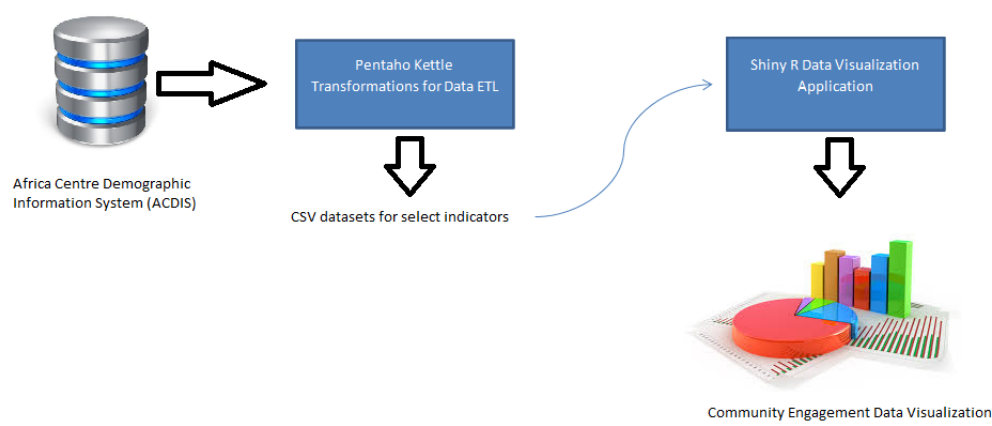 Africa Centre Demographic
Information System (ACDIS)
Pentaho Kettle
Transformations for Data ETL
CSV datasets for select indicators
Shiny R Data Visualization
Application
Community Engagement Data Visualization